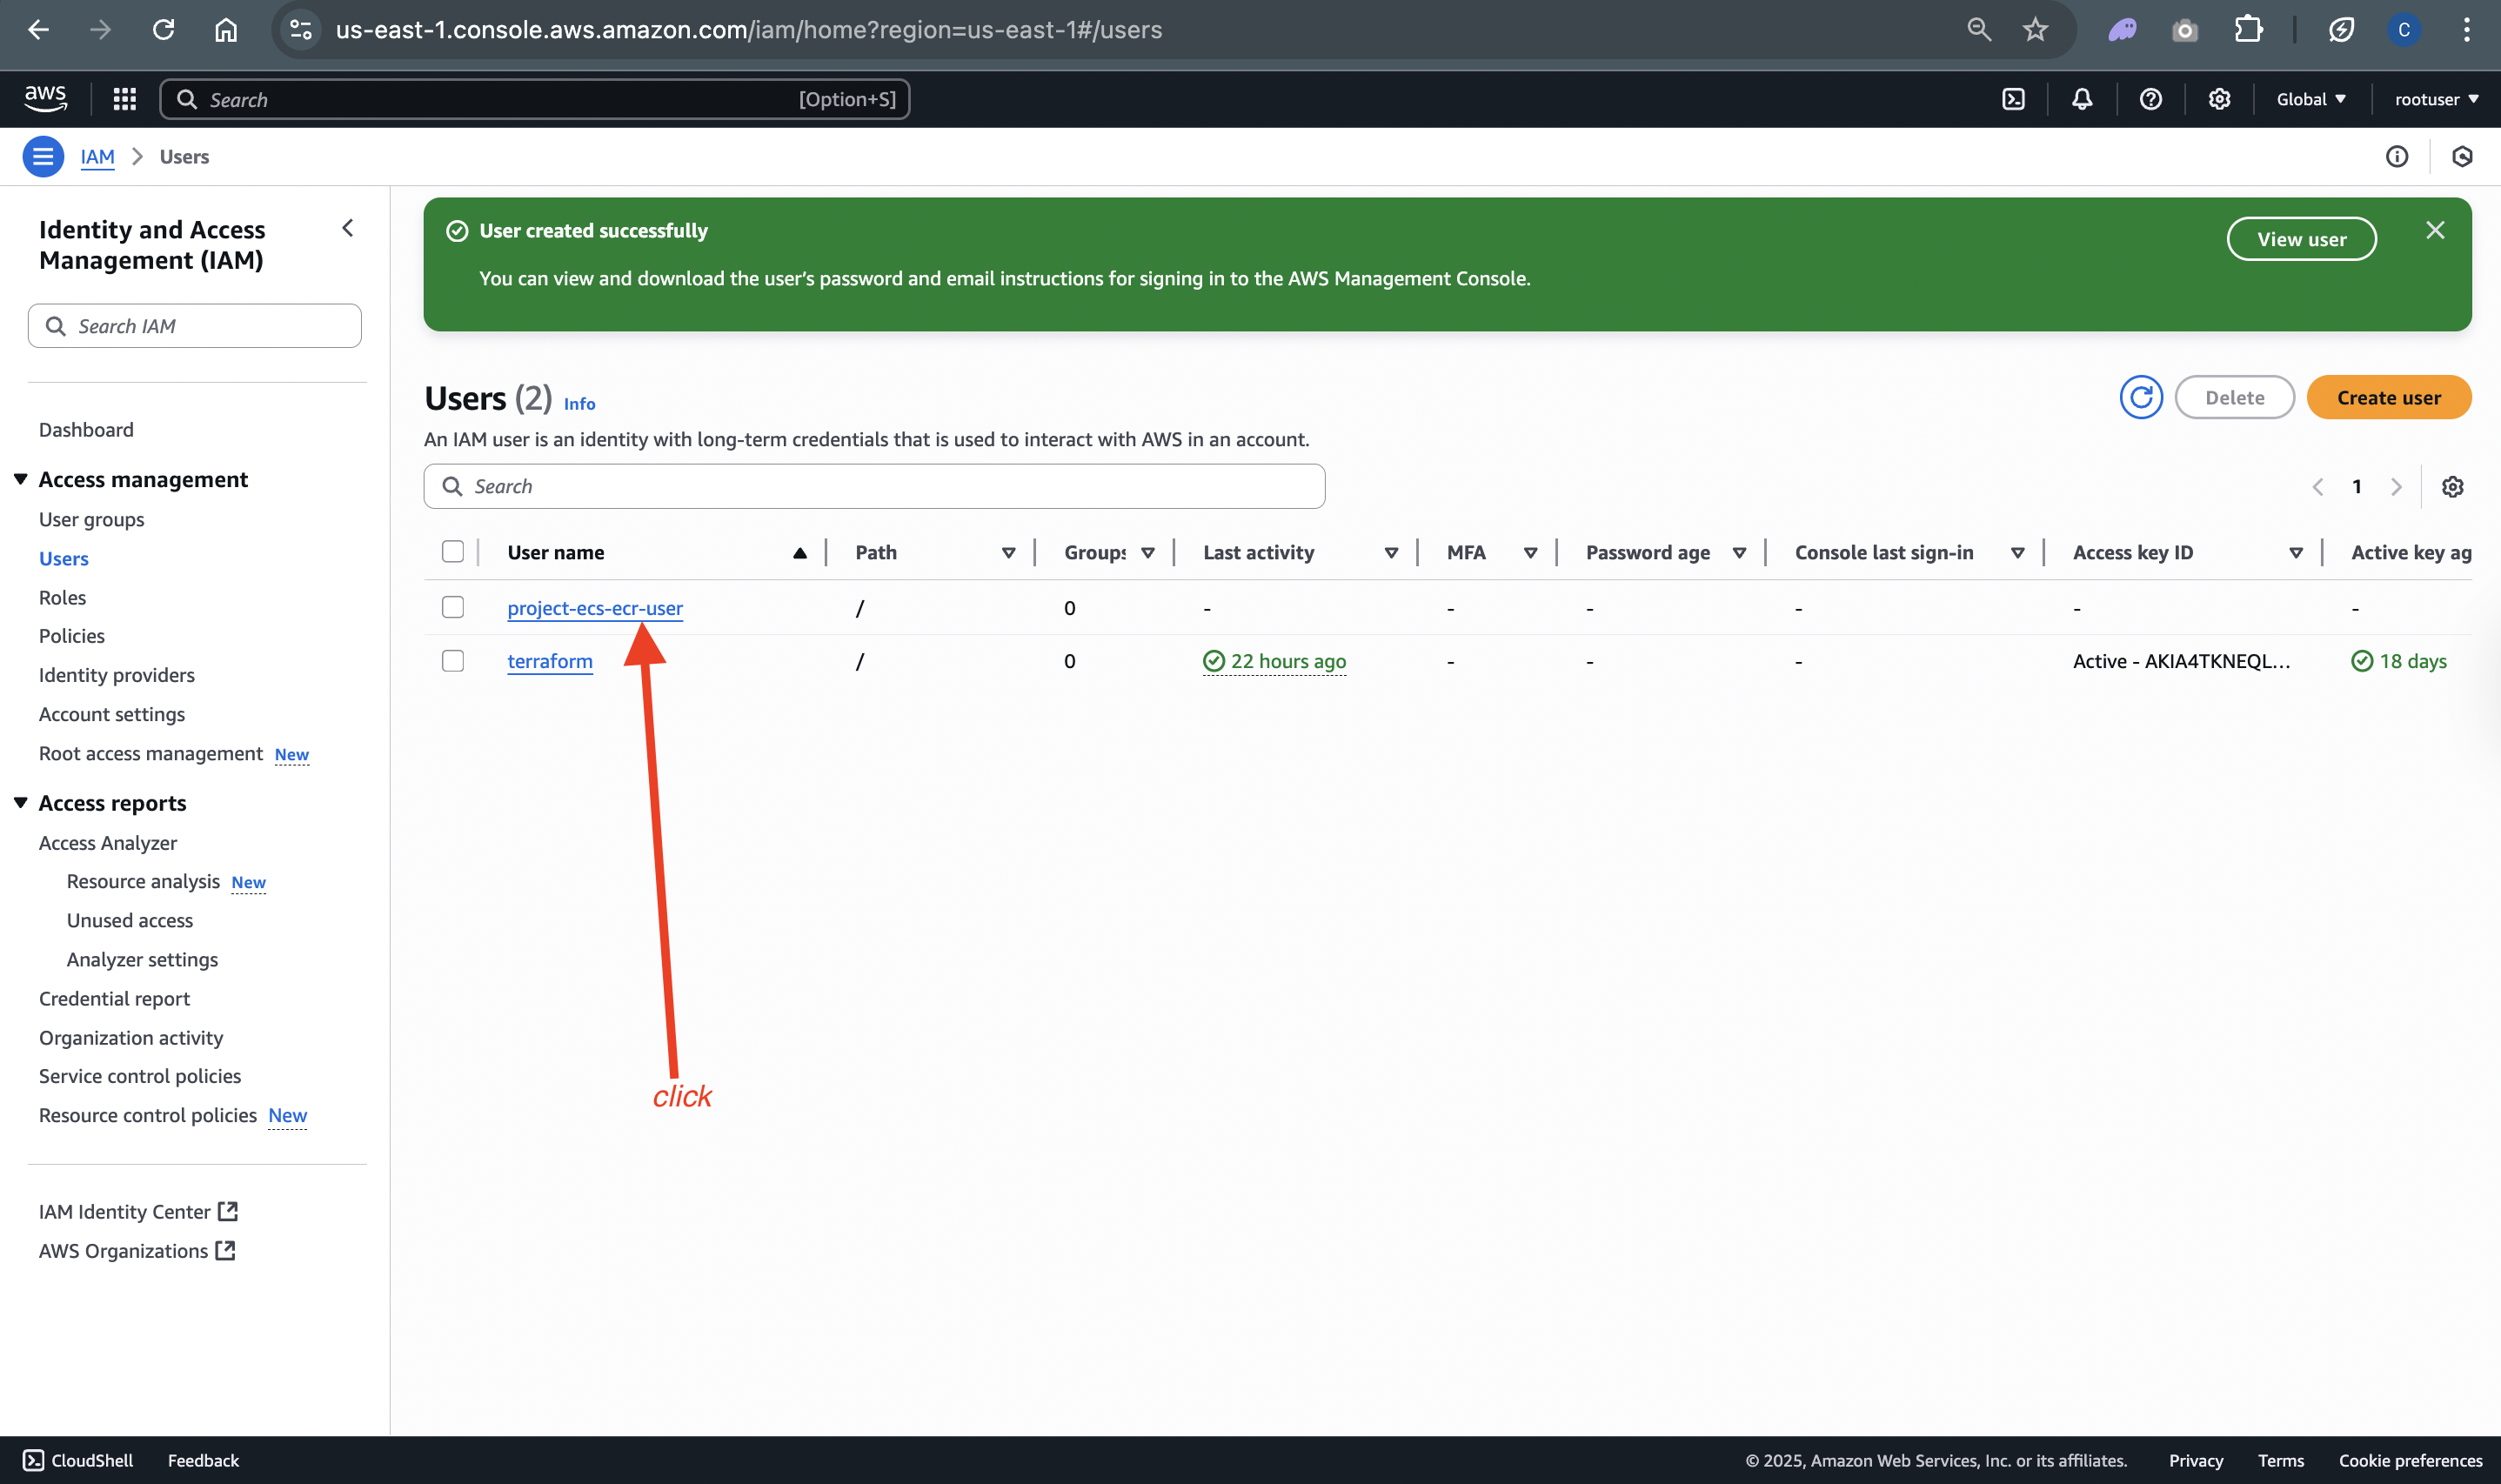 us-east-1.console.aws.amazon.com/iam/home?region=us-east-1#/users
C
aws
Search
[Option+S]
Global
rootuser
IAM
Users
Identity and Access
Management (IAM)
Search IAM
Dashboard
Access management
User groups
Users
Roles
Policies
Identity providers
Account settings
Root access management New
Access reports
Access Analyzer
Resource analysis New
Unused access
Analyzer settings
Credential report
Organization activity
Service control policies
Resource control policies New
IAM Identity Center
AWS Organizations
User created successfully
You can view and download the user’s password and email instructions for signing in to the AWS Management Console.
View user
Users (2) Info
Delete
Create user
An IAM user is an identity with long-term credentials that is used to interact with AWS in an account.
Search
1
User name Path Groups Last activity MFA Password age Console last sign-in Access key ID Active key ag
project-ecs-ecr-user / 0 - - - - - -
terraform / 0 22 hours ago - - - Active - AKIA4TKNEQL... 18 days
click
CloudShell Feedback
© 2025, Amazon Web Services, Inc. or its affiliates. Privacy Terms Cookie preferences